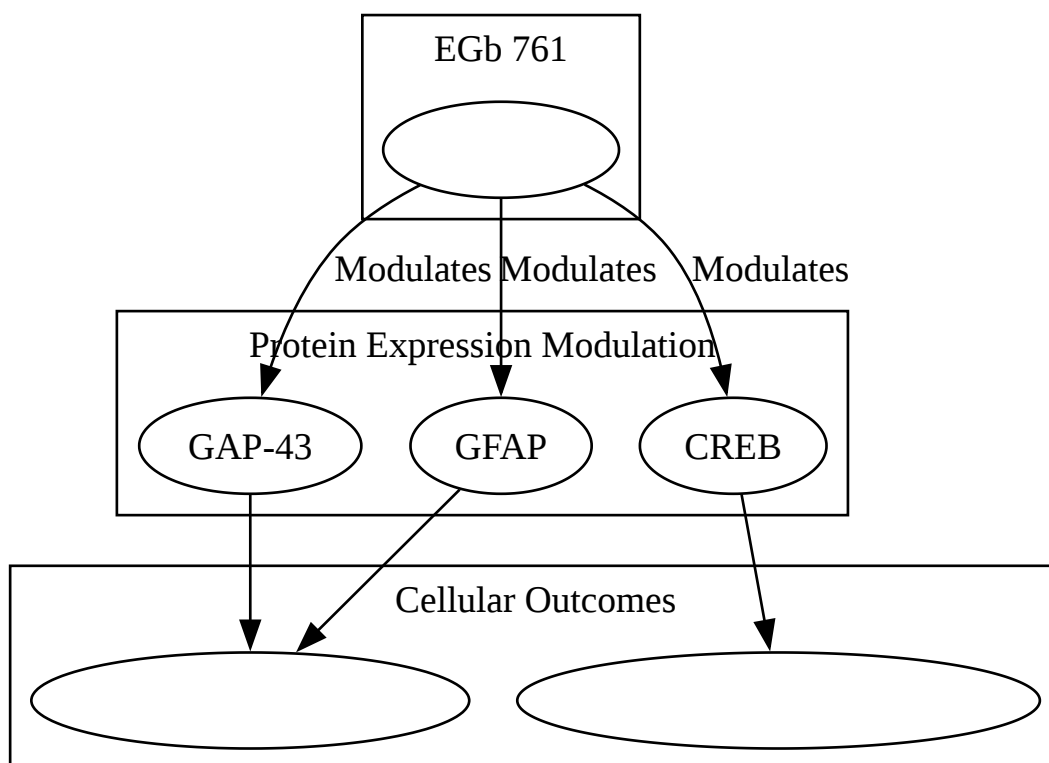 EGb 761
Modulates Modulates Modulates
Protein Expression Modulation
GAP-43 GFAP CREB
Cellular Outcomes